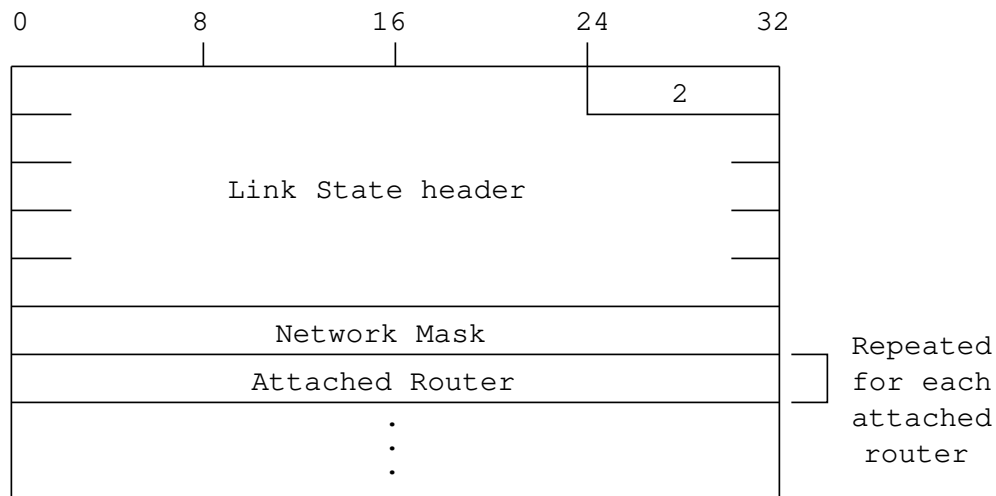 0 8 16 24 32
2
Link State header
Network Mask
Attached Router
Repeated
for each
attached
router
.
.
.